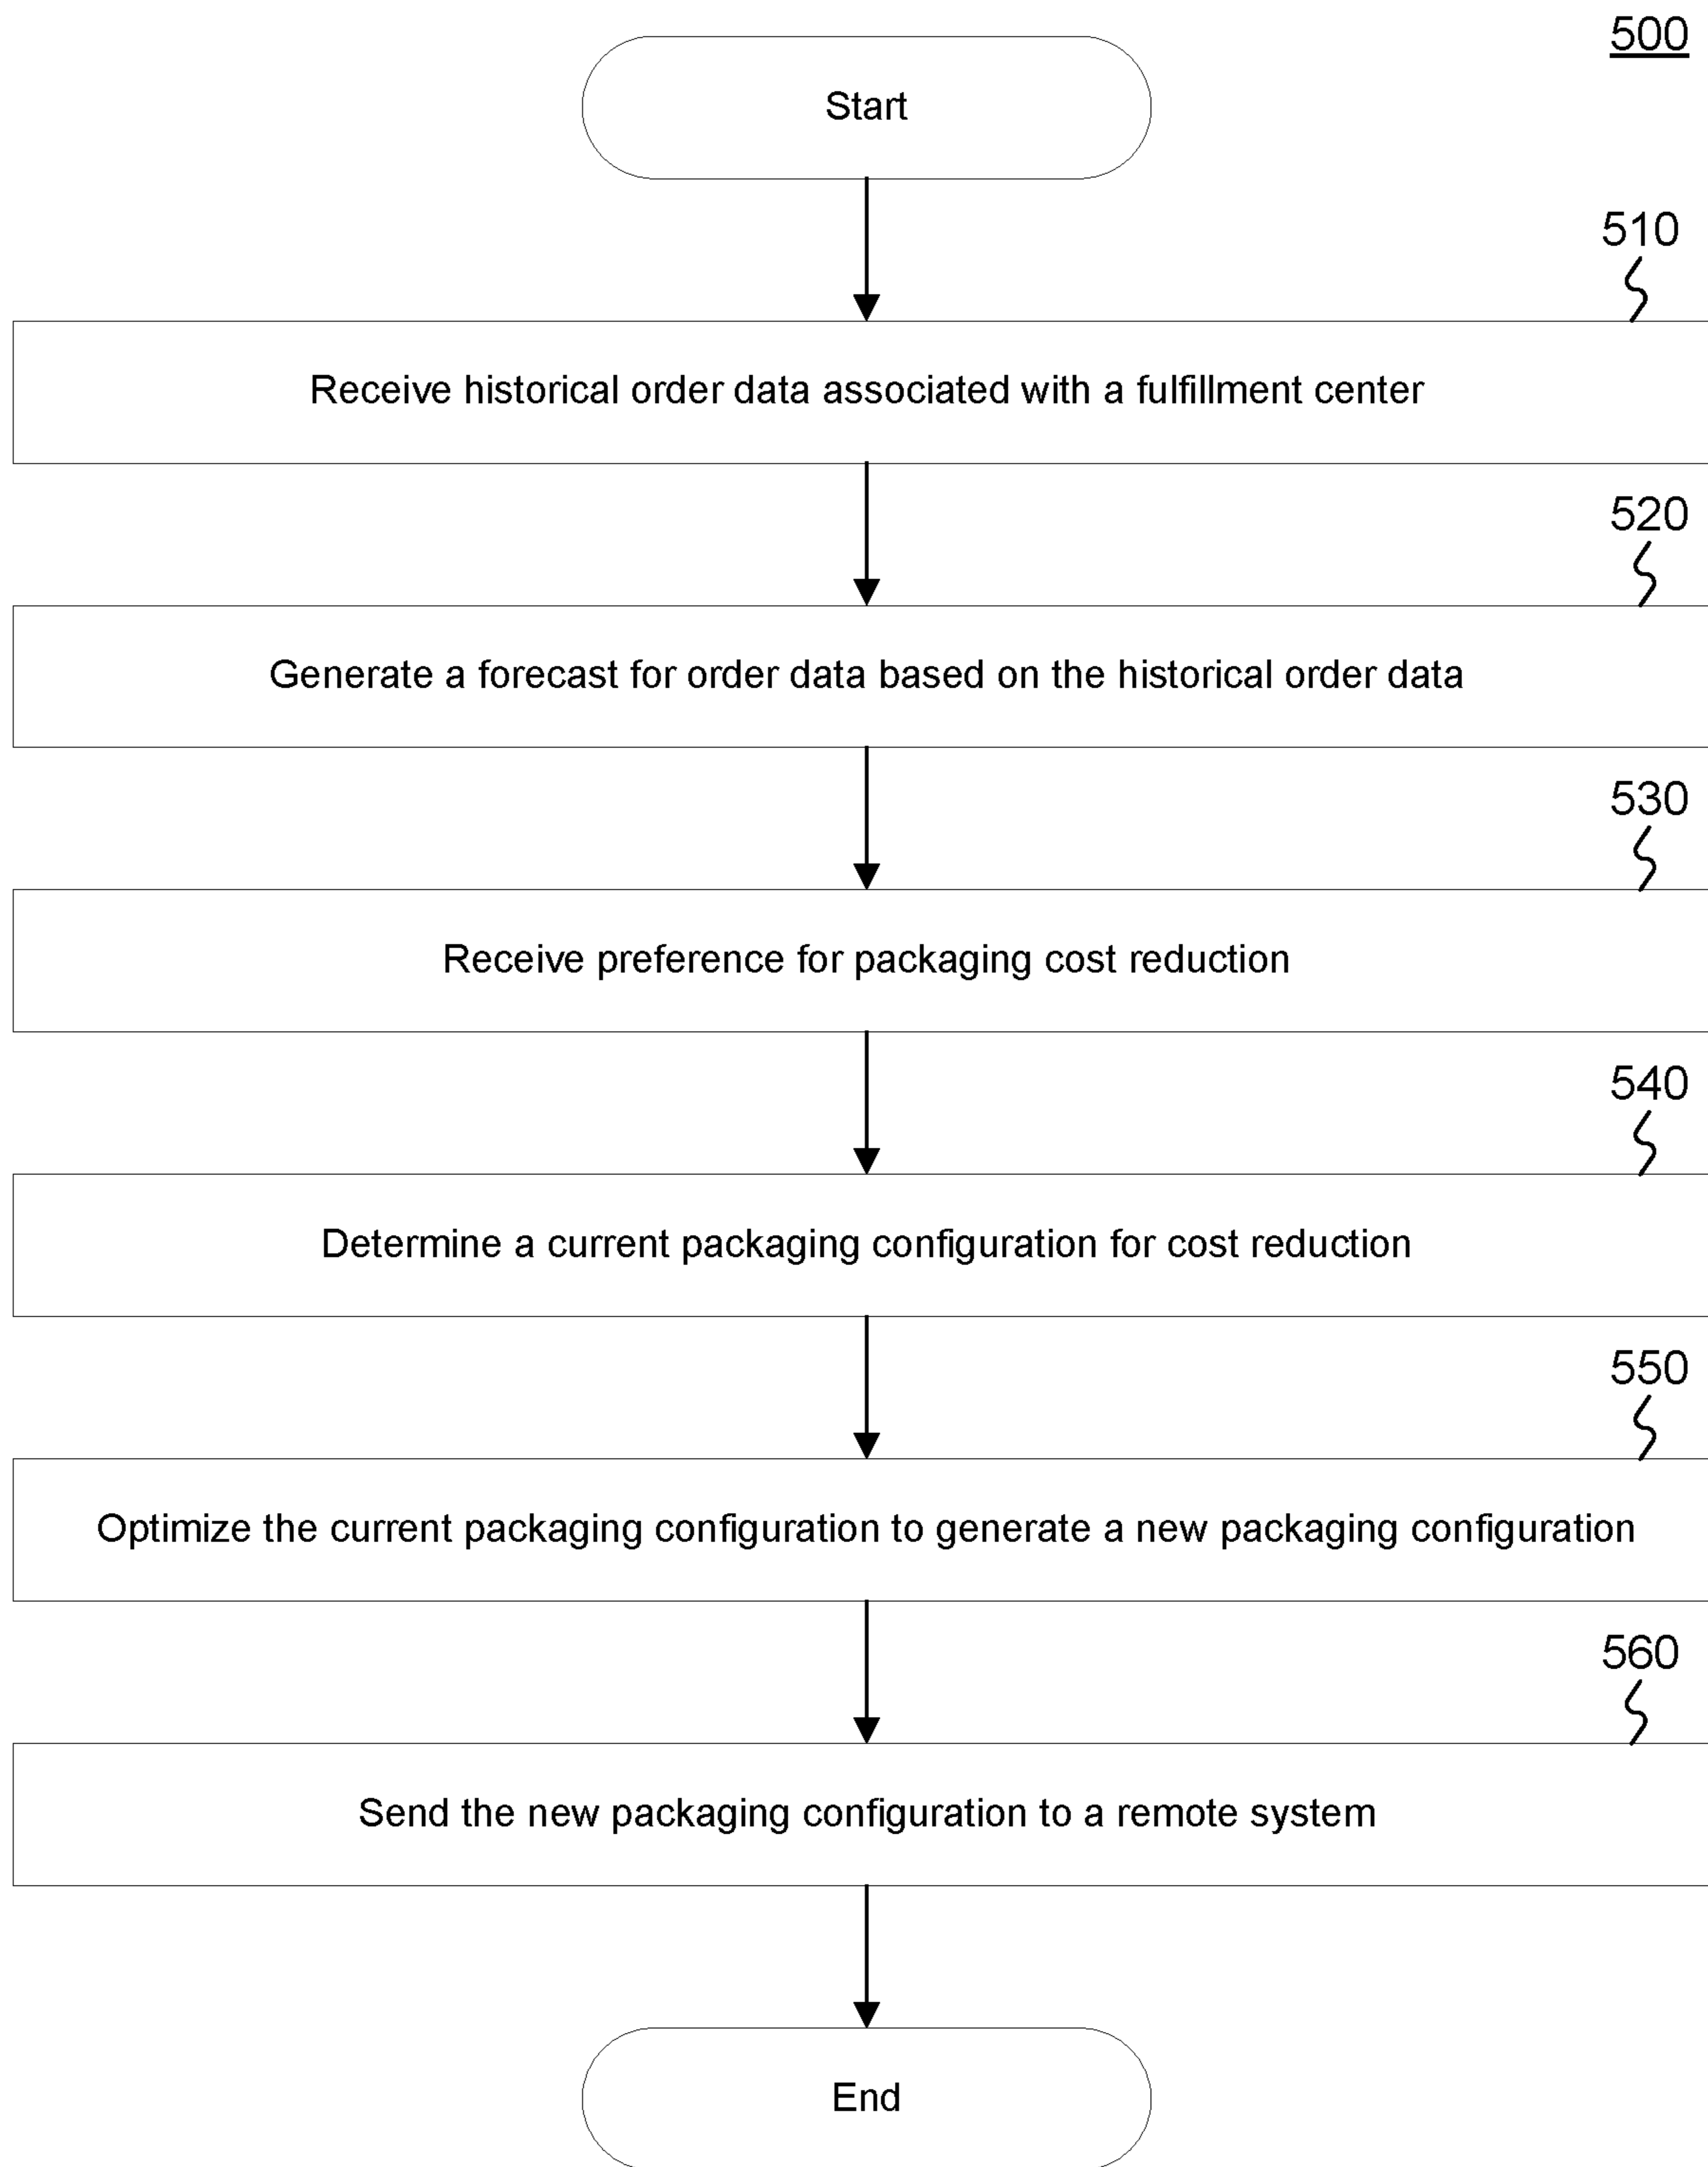 500
Start
510
Receive historical order data associated with a fulfillment center
520
Generate a forecast for order data based on the historical order data
530
Receive preference for packaging cost reduction
540
Determine a current packaging configuration for cost reduction
550
Optimize the current packaging configuration to generate a new packaging configuration
560
Send the new packaging configuration to a remote system
End